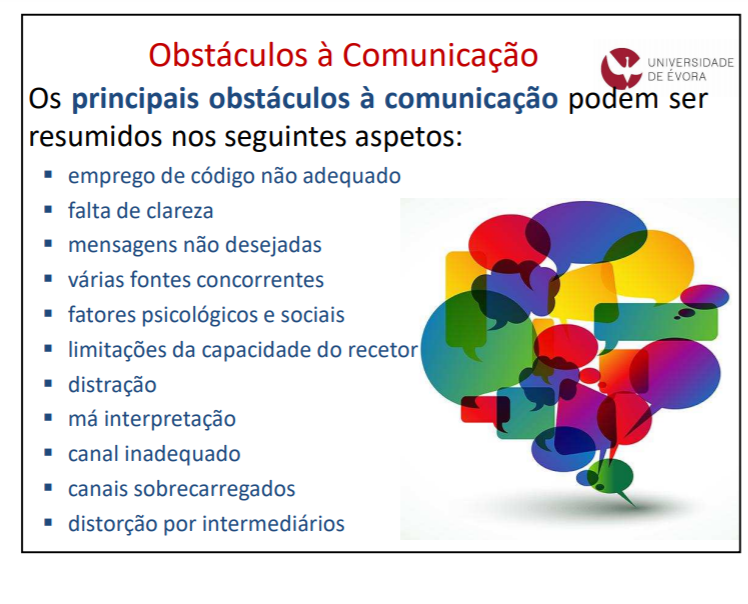 Obstáculos à Comunicação
UNIVERSIDADE
DE ÉVORA
Os principais obstáculos à comunicação podem ser
resumidos nos seguintes aspetos:
▪ emprego de código não adequado
▪ falta de clareza
▪ mensagens não desejadas
▪ várias fontes concorrentes
▪ fatores psicológicos e sociais
▪ limitações da capacidade do recetor
▪ distração
▪ má interpretação
▪ canal inadequado
▪ canais sobrecarregados
▪ distorção por intermediários